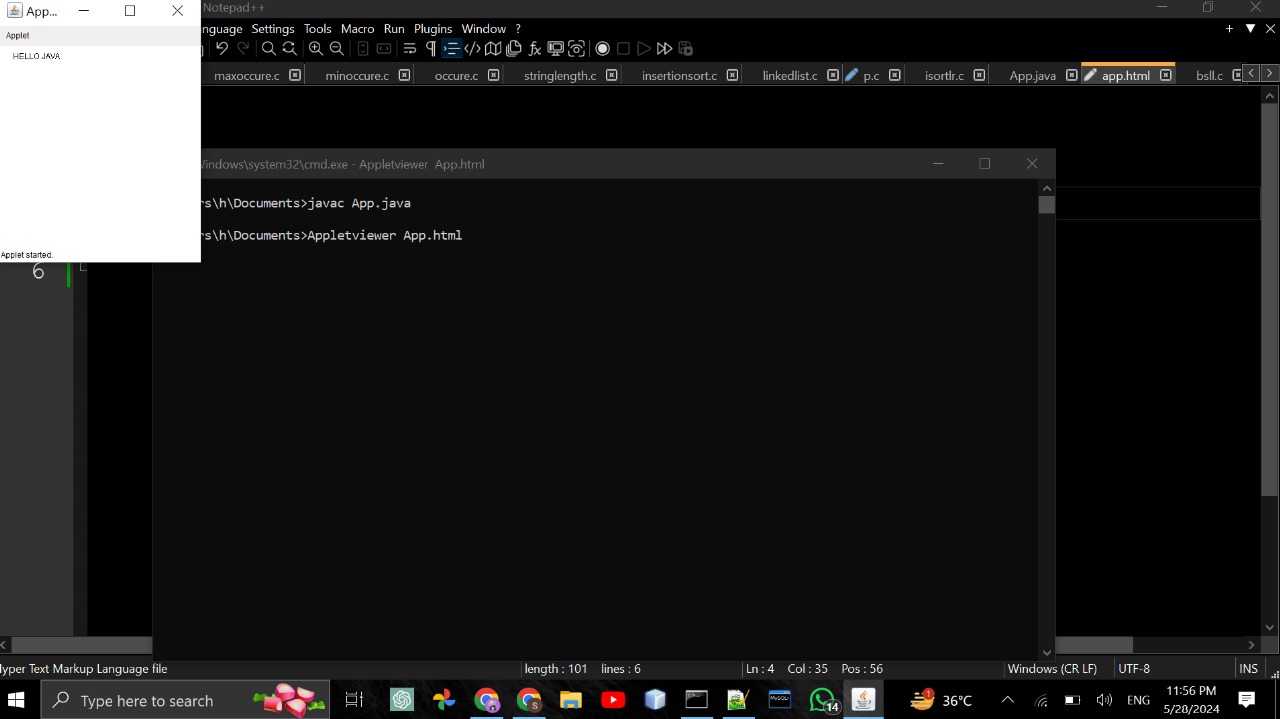 App...
Applet
HELLO JAVA
Applet started.
Notepad++
nguage Settings Tools Macro Run Plugins Window ?
maxoccure.c minoccure.c occure.c stringlength.c insertionsort.c linkedlist.c p.c isortlr.c App.java app.html bsll.c
Windows\system32\cmd.exe - Appletviewer App.html
rs\h\Documents>javac App.java
rs\h\Documents>Appletviewer App.html
6
yper Text Markup Language file length : 101 lines : 6 Ln : 4 Col : 35 Pos : 56 Windows (CR LF) UTF-8 INS
Type here to search 14 1 36°C ENG 11:56 PM
5/28/2024